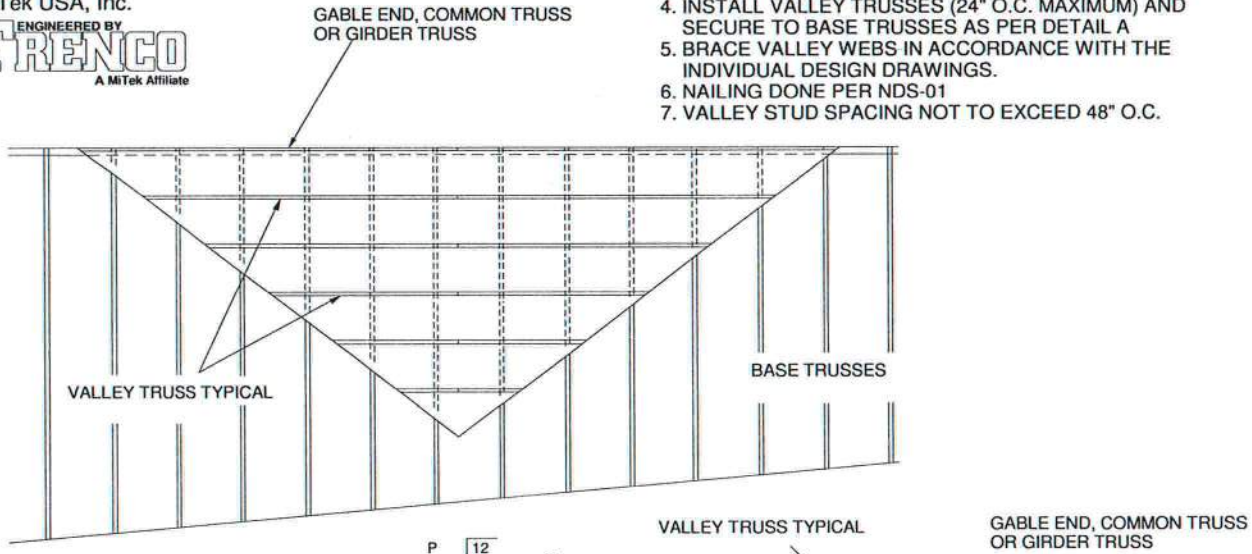 Tek USA, Inc.
ENGINEERED BY
TRENCO
A MiTek Affiliate
GABLE END, COMMON TRUSS
OR GIRDER TRUSS
4. INSTALL VALLEY TRUSSES (24" O.C. MAXIMUM) AND
SECURE TO BASE TRUSSES AS PER DETAIL A
5. BRACE VALLEY WEBS IN ACCORDANCE WITH THE
INDIVIDUAL DESIGN DRAWINGS.
6. NAILING DONE PER NDS-01
7. VALLEY STUD SPACING NOT TO EXCEED 48" O.C.
VALLEY TRUSS TYPICAL
BASE TRUSSES
P 12
VALLEY TRUSS TYPICAL
GABLE END, COMMON TRUSS
OR GIRDER TRUSS